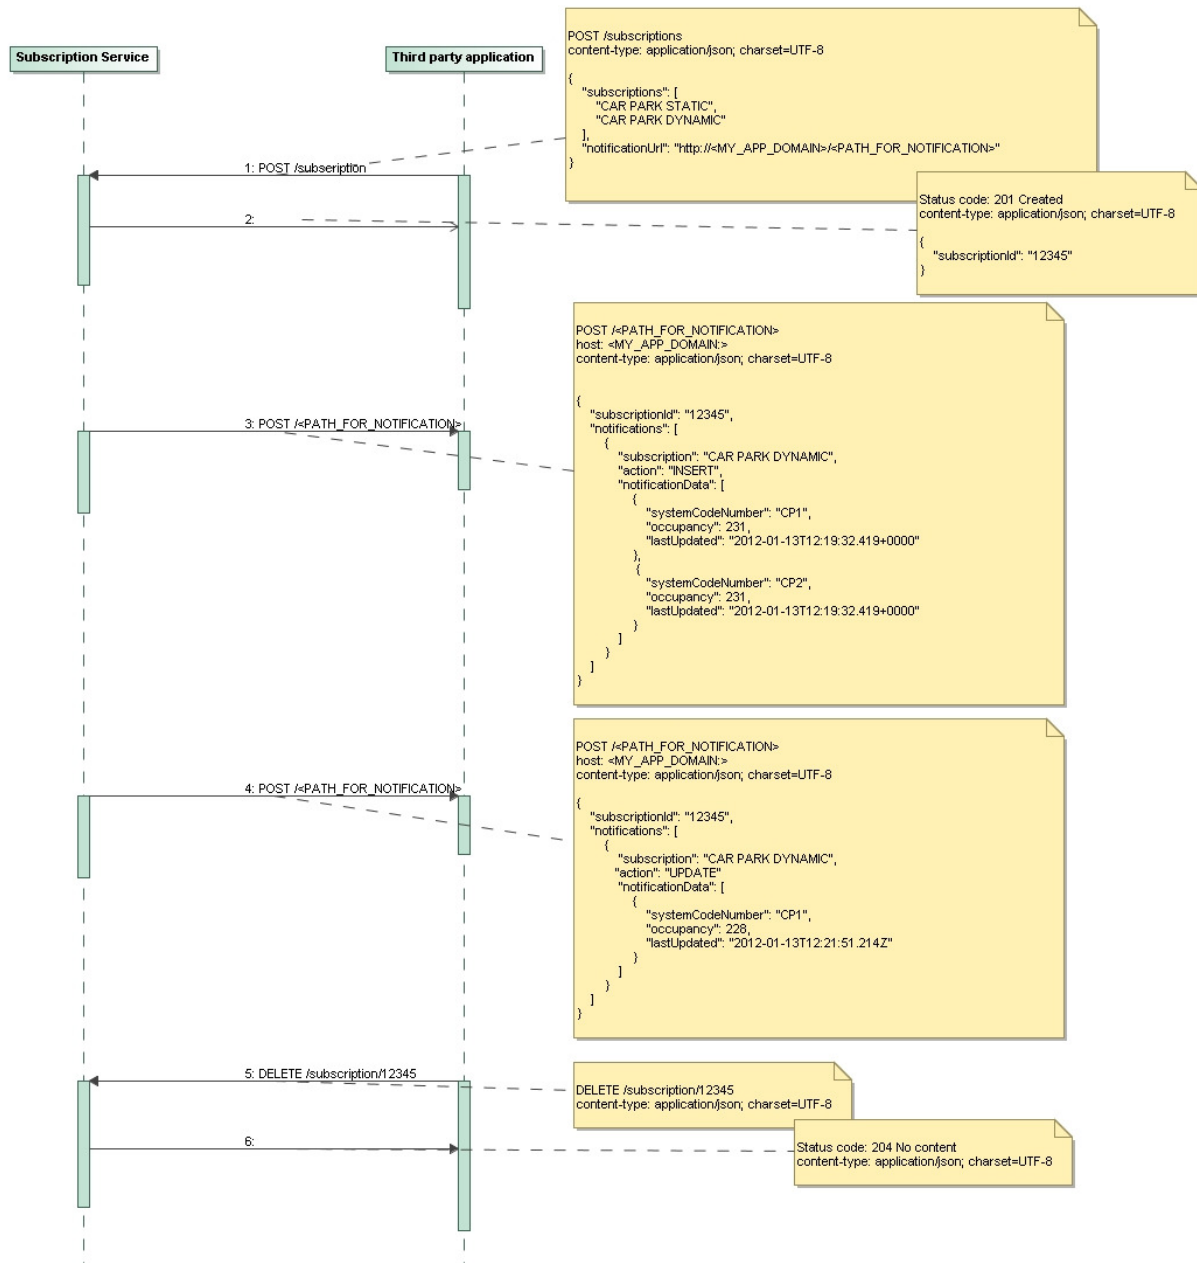 Subscription Service
Third party application
POST /subscriptions
content-type: application/json; charset=UTF-8
{
"subscriptions": [
"CAR PARK STATIC",
"CAR PARK DYNAMIC"
],
"notificationUrl": "http://<MY_APP_DOMAIN>/<PATH_FOR_NOTIFICATION>"
}
1: POST /subseription
2:
Status code: 201 Created
content-type: application/json; charset=UTF-8
{
"subscriptionId": "12345"
}
3: POST /<PATH_FOR_NOTIFICATION>
POST /<PATH_FOR_NOTIFICATION>
host: <MY_APP_DOMAIN:>
content-type: application/json; charset=UTF-8
{
"subscriptionId": "12345",
"notifications": [
{
"subscription": "CAR PARK DYNAMIC",
"action": "INSERT",
"notificationData": [
{
"systemCodeNumber": "CP1",
"occupancy": 231,
"lastUpdated": "2012-01-13T12:19:32.419+0000"
},
{
"systemCodeNumber": "CP2",
"occupancy": 231,
"lastUpdated": "2012-01-13T12:19:32.419+0000"
}
]
}
]
}
4: POST /<PATH_FOR_NOTIFICATION>
POST /<PATH_FOR_NOTIFICATION>
host: <MY_APP_DOMAIN:>
content-type: application/json; charset=UTF-8
{
"subscriptionId": "12345",
"notifications": [
{
"subscription": "CAR PARK DYNAMIC",
"action": "UPDATE"
"notificationData": [
{
"systemCodeNumber": "CP1",
"occupancy": 228,
"lastUpdated": "2012-01-13T12:21:51.214Z"
}
]
}
]
}
5: DELETE /subscription/12345
DELETE /subscription/12345
content-type: application/json; charset=UTF-8
6:
Status code: 204 No content
content-type: application/json; charset=UTF-8